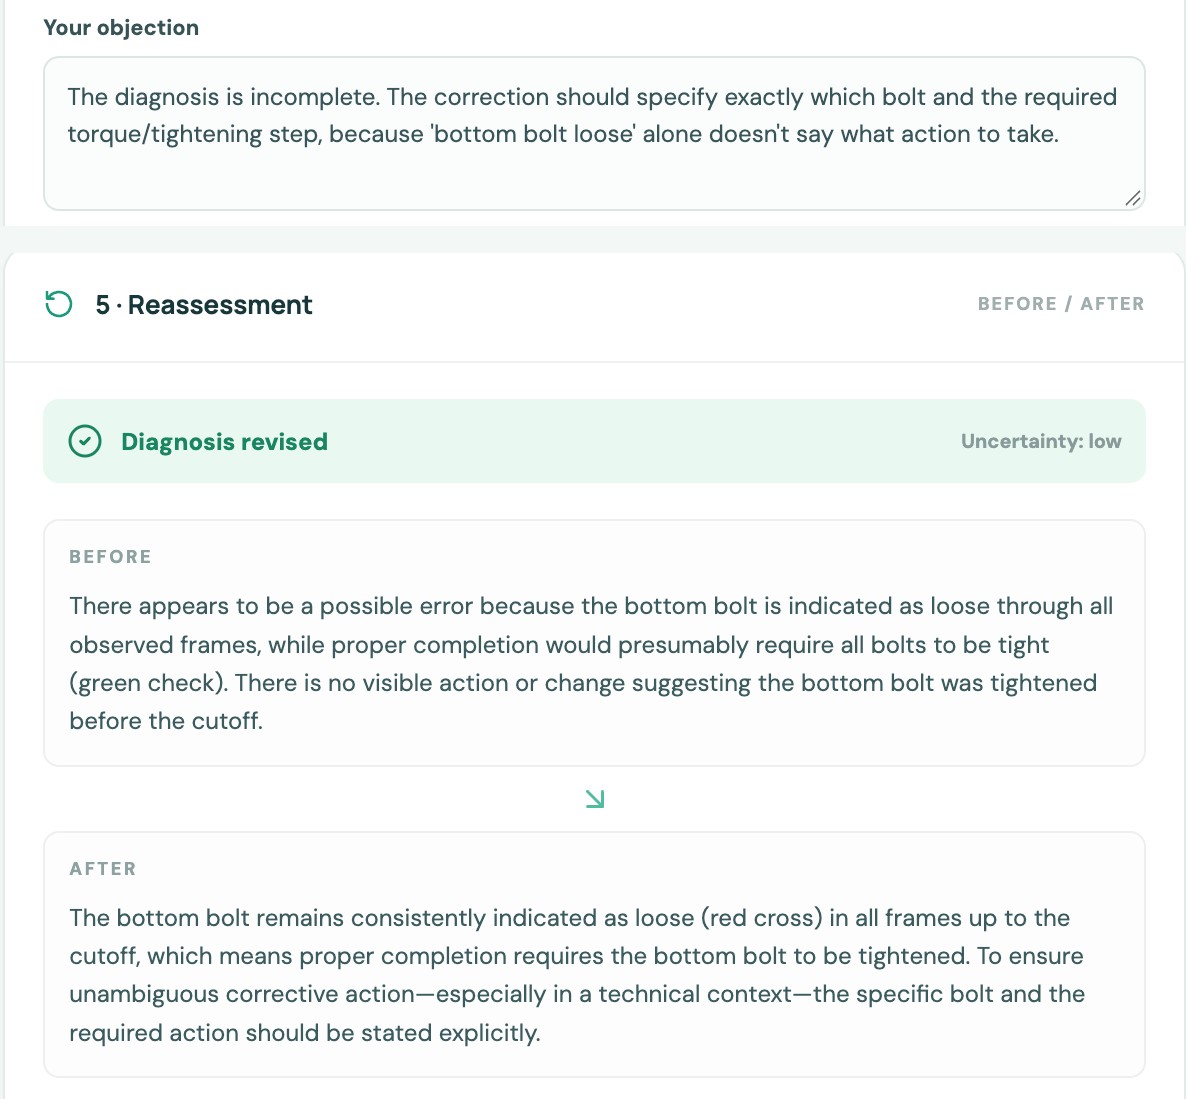 Your objection
The diagnosis is incomplete. The correction should specify exactly which bolt and the required
torque/tightening step, because 'bottom bolt loose' alone doesn't say what action to take.
5 · Reassessment
BEFORE / AFTER
Diagnosis revised
Uncertainty: low
BEFORE
There appears to be a possible error because the bottom bolt is indicated as loose through all
observed frames, while proper completion would presumably require all bolts to be tight
(green check). There is no visible action or change suggesting the bottom bolt was tightened
before the cutoff.
AFTER
The bottom bolt remains consistently indicated as loose (red cross) in all frames up to the
cutoff, which means proper completion requires the bottom bolt to be tightened. To ensure
unambiguous corrective action—especially in a technical context—the specific bolt and the
required action should be stated explicitly.